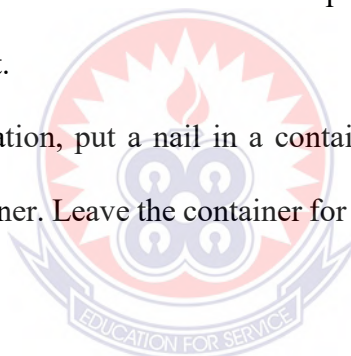 t.
ation, put a nail in a contai
ner. Leave the container for
EDUCATION FOR SERVICE